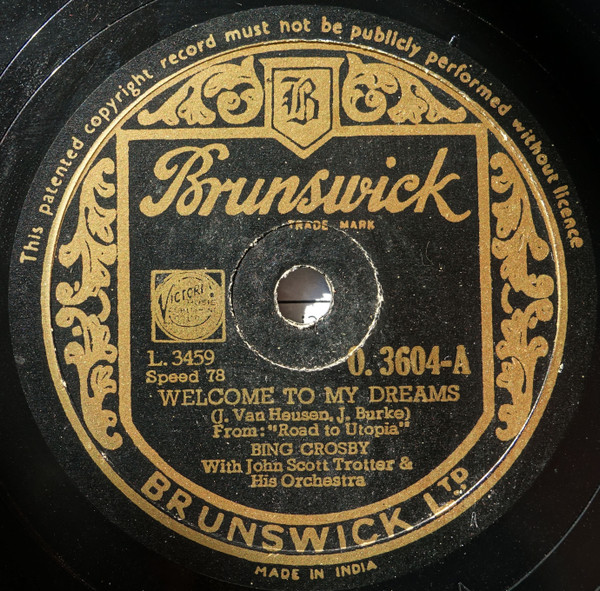 This patented copyright record must not be publicly performed without licence
B
Brunswick
TRADE MARK
VICTORI
MUSIC
L. 3459
Speed 78
O. 3604-A
WELCOME TO MY DREAMS
(J. Van Heusen, J. Burke)
From: "Road to Utopia"
BING CROSBY
With John Scott Trotter &
His Orchestra
BRUNSWICK LTD
MADE IN INDIA